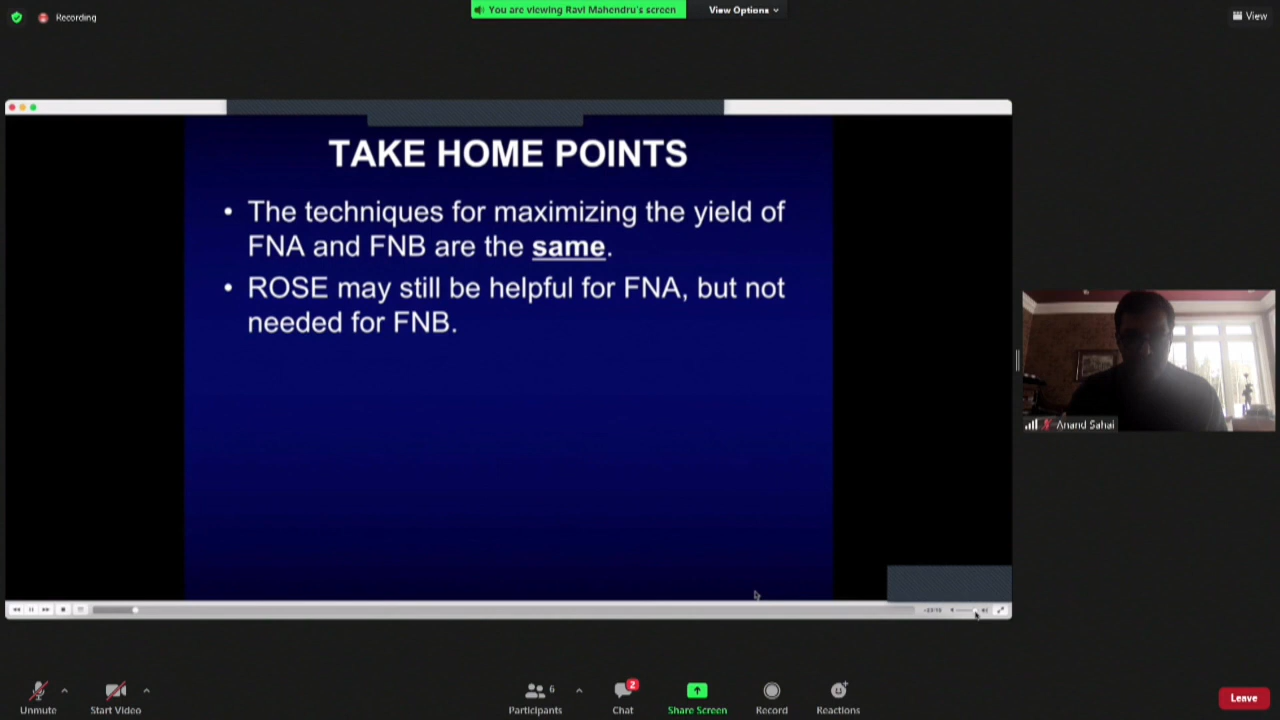 Recording
You are viewing Ravi Mahendru's screen
View Options
View
TAKE HOME POINTS
• The techniques for maximizing the yield of
FNA and FNB are the same.
• ROSE may still be helpful for FNA, but not
needed for FNB.
Anand Sahai
Unmute
Start Video
6
Participants
2
Chat
Share Screen
Record
Reactions
Leave